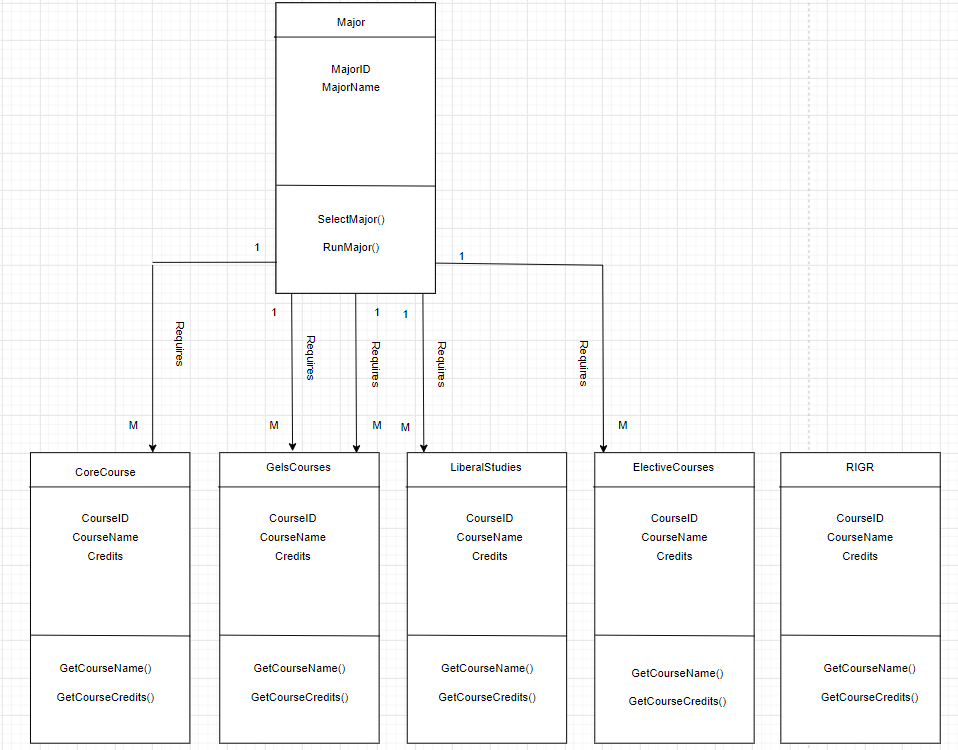 Major
MajorID
MajorName
SelectMajor()
RunMajor()
1
1
1
1
1
Requires
Requires
Requires
Requires
Requires
M
M
M
M
M
CoreCourse
CourseID
CourseName
Credits
GetCourseName()
GetCourseCredits()
GelsCourses
CourseID
CourseName
Credits
GetCourseName()
GetCourseCredits()
LiberalStudies
CourseID
CourseName
Credits
GetCourseName()
GetCourseCredits()
ElectiveCourses
CourseID
CourseName
Credits
GetCourseName()
GetCourseCredits()
RIGR
CourseID
CourseName
Credits
GetCourseName()
GetCourseCredits()